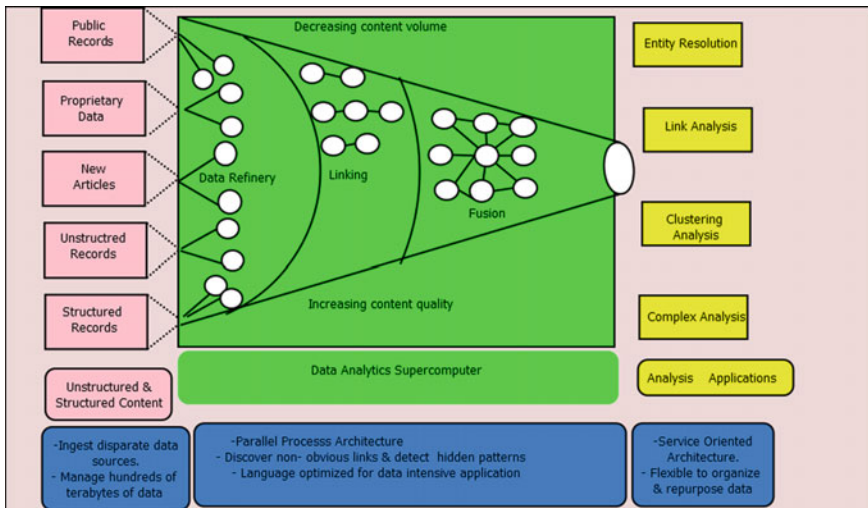 Public
Records
Proprietary
Data
New
Articles
Unstructred
Records
Structured
Records
Unstructured &
Structured Content
-Ingest disparate data
sources.
- Manage hundreds of
terabytes of data
Decreasing content volume
Data Refinery
Linking
Fusion
Increasing content quality
Data Analytics Supercomputer
-Parallel Processs Architecture
- Discover non- obvious links & detect hidden patterns
- Language optimized for data intensive application
Entity Resolution
Link Analysis
Clustering
Analysis
Complex Analysis
Analysis Applications
-Service Oriented
Architecture.
- Flexible to organize
& repurpose data